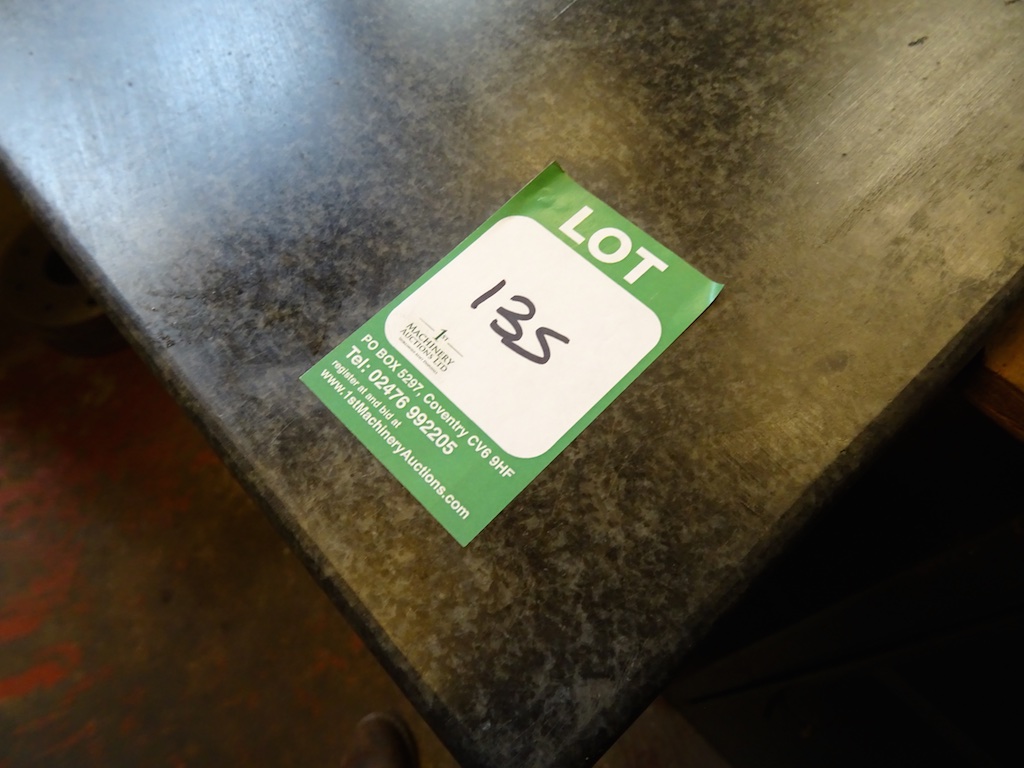 LOT
135
1ST
MACHINERY
AUCTIONS LTD
PO BOX 5297, Coventry CV6 9HF
Tel: 02476 992205
register at and bid at
www.1stMachineryAuctions.com